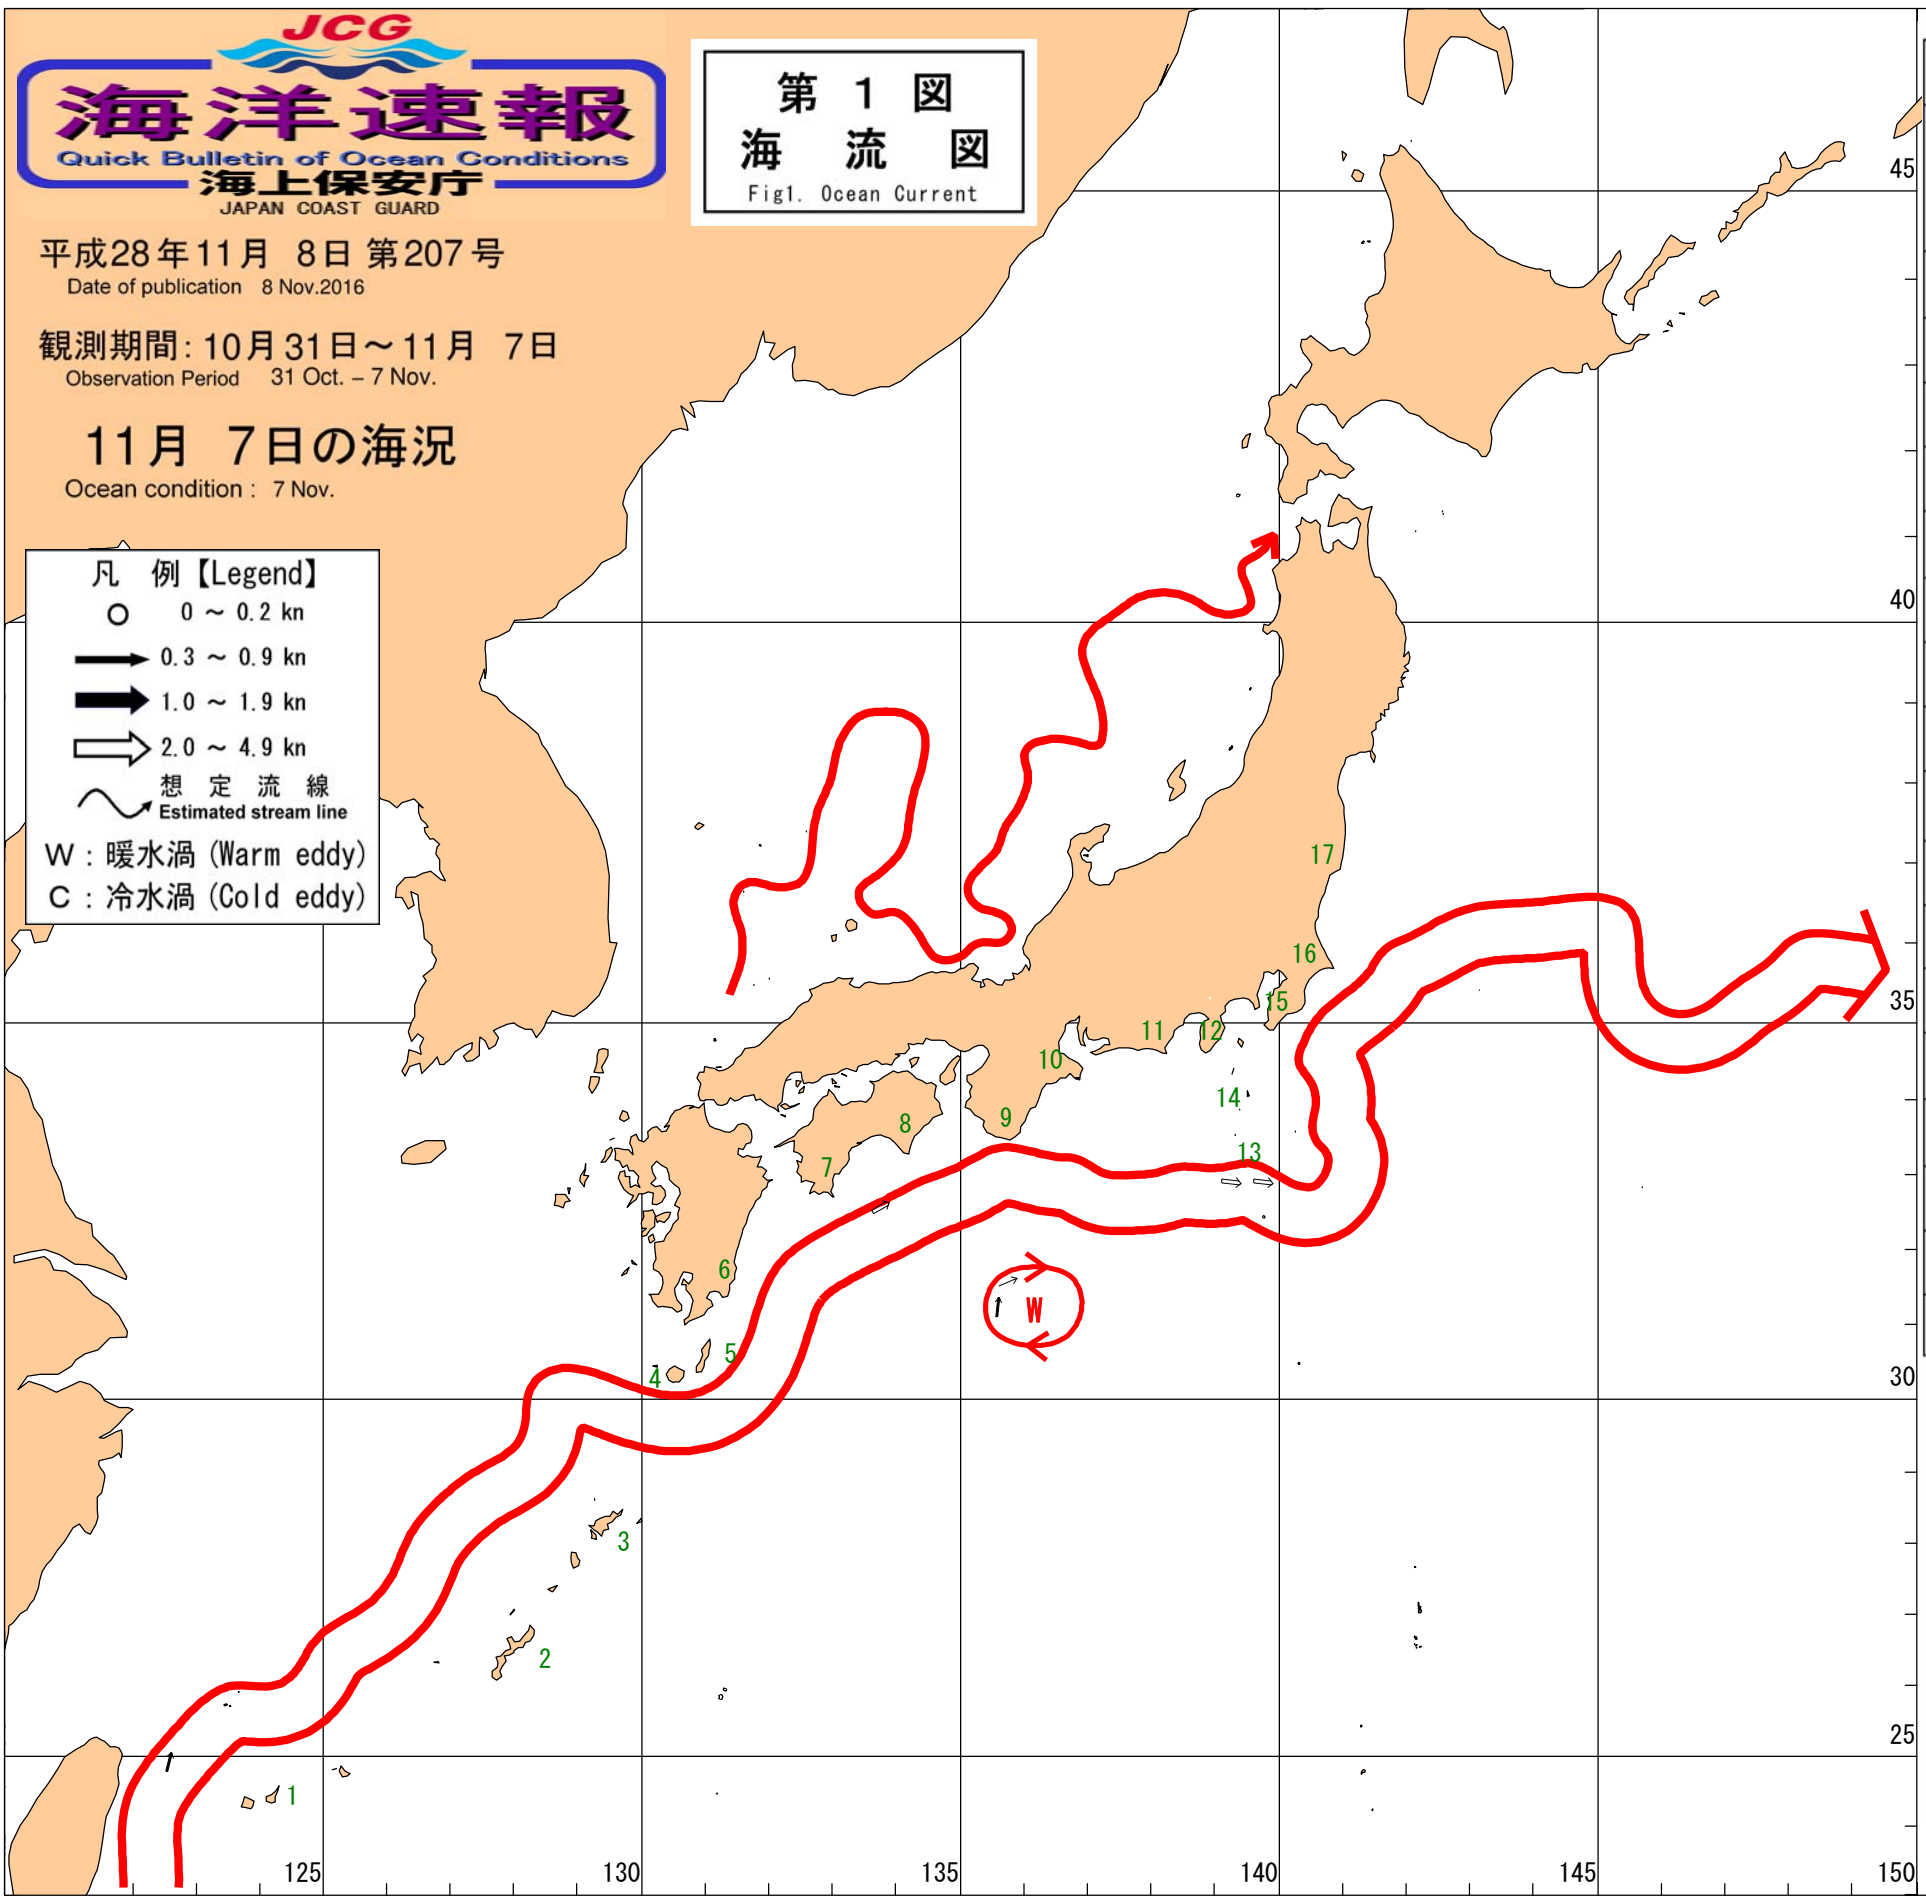 JCG
海洋速報
Quick Bulletin of Ocean Conditions
海上保安庁
JAPAN COAST GUARD
第 1 図
海 流 図
Fig1. Ocean Current
平成28年11月 8日 第207号
Date of publication 8 Nov.2016
観測期間: 10月31日～11月 7日
Observation Period 31 Oct. – 7 Nov.
11月 7日の海況
Ocean condition : 7 Nov.
凡 例【Legend】
0 ～ 0.2 kn
0.3 ～ 0.9 kn
1.0 ～ 1.9 kn
2.0 ～ 4.9 kn
想 定 流 線
Estimated stream line
W : 暖水渦 (Warm eddy)
C : 冷水渦 (Cold eddy)
45
40
35
30
25
17
16
15
12
11
10
14
9
8
13
7
6
W
5
4
3
2
1
125
130
135
140
145
150